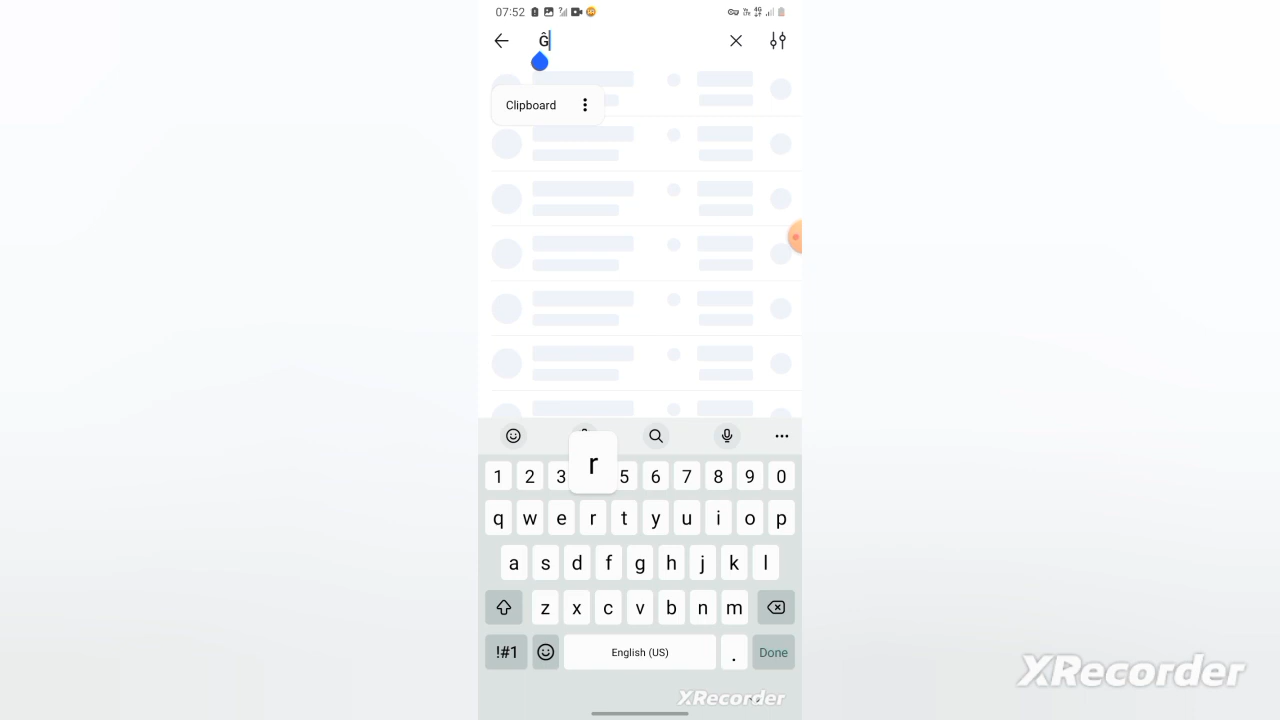 07:52
Ĝ
Clipboard
r
1 2 3 5 6 7 8 9 0
q w e r t y u i o p
a s d f g h j k l
z x c v b n m
!#1 English (US) . Done
XRecorder
XRecorder